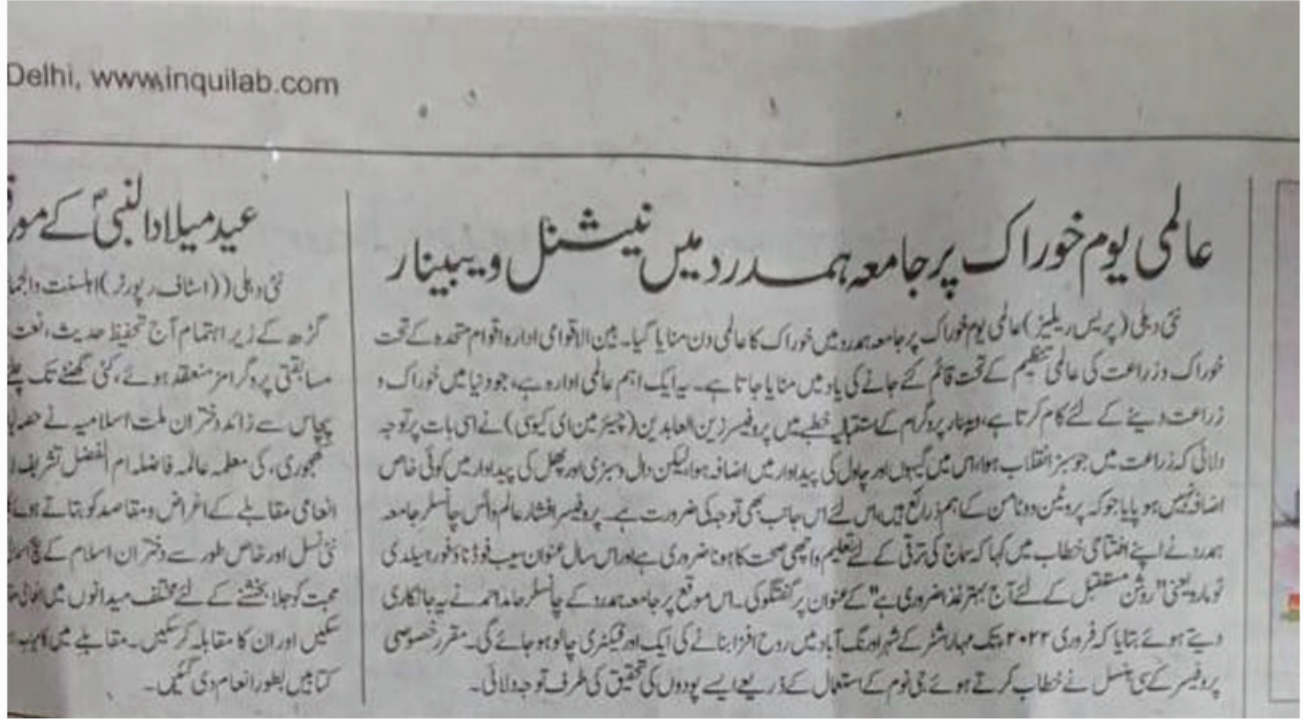 Delhi, www.inquilab.com
عالمی یوم خوراک پر جامعہ ہمدرد میں نیشنل ویبینار
نئی دہلی (پریس ریلیز) عالمی یوم خوراک پر جامعہ ہمدرد میں خوراک کا عالمی دن منایا گیا۔ بین الاقوامی ادارہ اقوام متحدہ کے تحت
خوراک و زراعت کی عالمی تنظیم کے تحت قائم کئے جانے کی یاد میں منایا جاتا ہے۔ یہ ایک اہم عالمی ادارہ ہے، جو دنیا میں خوراک و
زراعت دینے کے لئے کام کرتا ہے، ویبینار پروگرام کے استقبالیہ خطبے میں پروفیسر زین العابدین (چیئرمین ای کیوسی) نے اسی بات پر توجہ
دلائی کہ زراعت میں جو سبز انقلاب ہوا، اس میں گیہوں اور چاول کی پیداوار میں اضافہ ہوا لیکن دال و سبزی اور پھل کی پیداوار میں کوئی خاص
اضافہ نہیں ہو پایا جو کہ پروٹین و وٹامن کے اہم ذرائع ہیں، اس لئے اس جانب بھی توجہ کی ضرورت ہے۔ پروفیسر افشار عالم وائس چانسلر جامعہ
ہمدرد نے اپنے افتتاحی خطاب میں کہا کہ سماج کی ترقی کے لئے تعلیم و اچھی صحت کا ہونا ضروری ہے اور اس سال عنوان سیف فوڈ ناؤ فور ہیلدی
ٹومارو یعنی "روشن مستقبل کے لئے آج بہتر غذا ضروری ہے" کے عنوان پر گفتگو کی۔ اس موقع پر جامعہ ہمدرد کے چانسلر حامد احمد نے یہ جانکاری
دیتے ہوئے بتایا کہ فروری ۲۰۲۲ تک مہاراشٹر کے شہر اورنگ آباد میں روح افزا بنانے کی ایک اور فیکٹری چالو ہو جائے گی۔ مقرر خصوصی
پروفیسر کے سی بنسل نے خطاب کرتے ہوئے جی نوم کے استعمال کے ذریعے ایسے پودوں کی تحقیق کی طرف توجہ دلائی۔
عید میلاد النبیؐ کے
نئی دہلی ((اسٹاف رپورٹر) اہلسنت
گڑھ کے زیر اہتمام آج تحفیظ حدیث، نعت
مسابقتی پروگرامز منعقد ہوئے، کئی گھنٹے تک
پچاس سے زائد دختران ملت اسلامیہ نے حصہ
کھجوری، کی معلمہ عالمہ فاضلہ ام الفضل تشریف
انعامی مقابلے کے اغراض و مقاصد کو بتاتے ہوئے
نئی نسل اور خاص طور سے دختران اسلام کے
محبت کو جلا بخشنے کے لئے مختلف میدانوں میں
سکیں اور ان کا مقابلہ کر سکیں۔ مقابلے میں
کتابیں بطور انعام دی گئیں۔